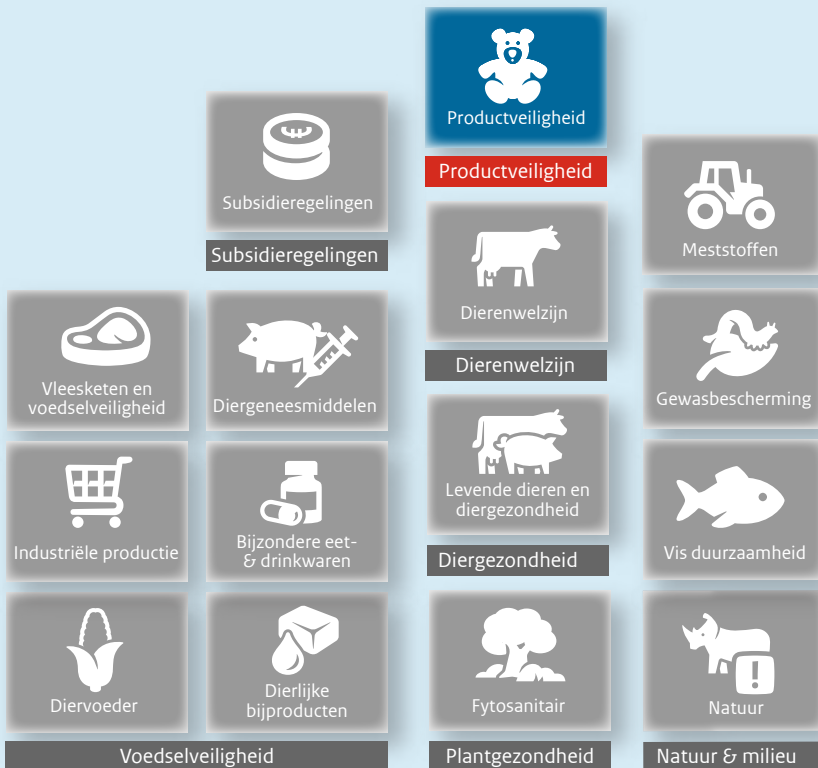 Productveiligheid
Productveiligheid
Subsidieregelingen
Subsidieregelingen
Meststoffen
Dierenwelzijn
Dierenwelzijn
Vleesketen en
voedselveiligheid
Diergeneesmiddelen
Gewasbescherming
Levende dieren en
diergezondheid
Diergezondheid
Industriële productie
Bijzondere eet-
& drinkwaren
Vis duurzaamheid
Diervoeder
Dierlijke
bijproducten
Fytosanitair
Natuur
Voedselveiligheid
Plantgezondheid
Natuur & milieu